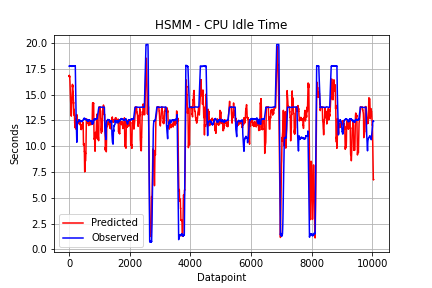 HSMM - CPU Idle Time
20.0
17.5
15.0
12.5
10.0
7.5
5.0
2.5
0.0
Seconds
Predicted
Observed
0 2000 4000 6000 8000 10000
Datapoint